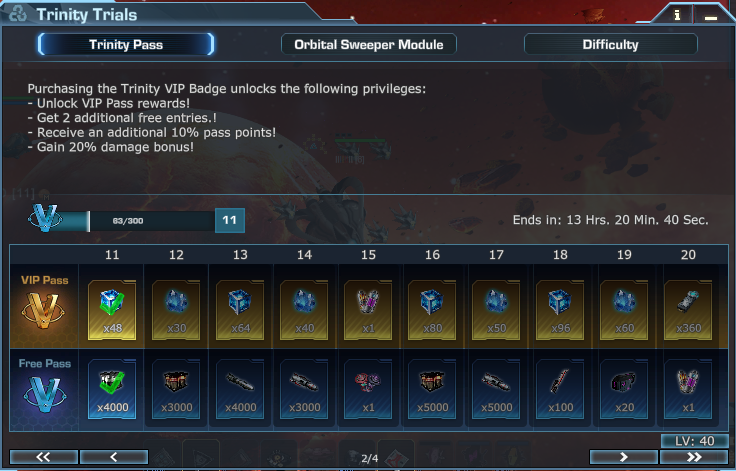 Trinity Trials
Trinity Pass
Orbital Sweeper Module
Difficulty
Purchasing the Trinity VIP Badge unlocks the following privileges:
- Unlock VIP Pass rewards!
- Get 2 additional free entries.!
- Receive an additional 10% pass points!
- Gain 20% damage bonus!
63/300
11
Ends in: 13 Hrs. 20 Min. 40 Sec.
11 12 13 14 15 16 17 18 19 20
VIP Pass
x48 x30 x64 x40 x1 x80 x50 x96 x60 x360
Free Pass
x4000 x3000 x4000 x3000 x1 x5000 x5000 x100 x20 x1
LV: 40
<< < 2/4 > >>